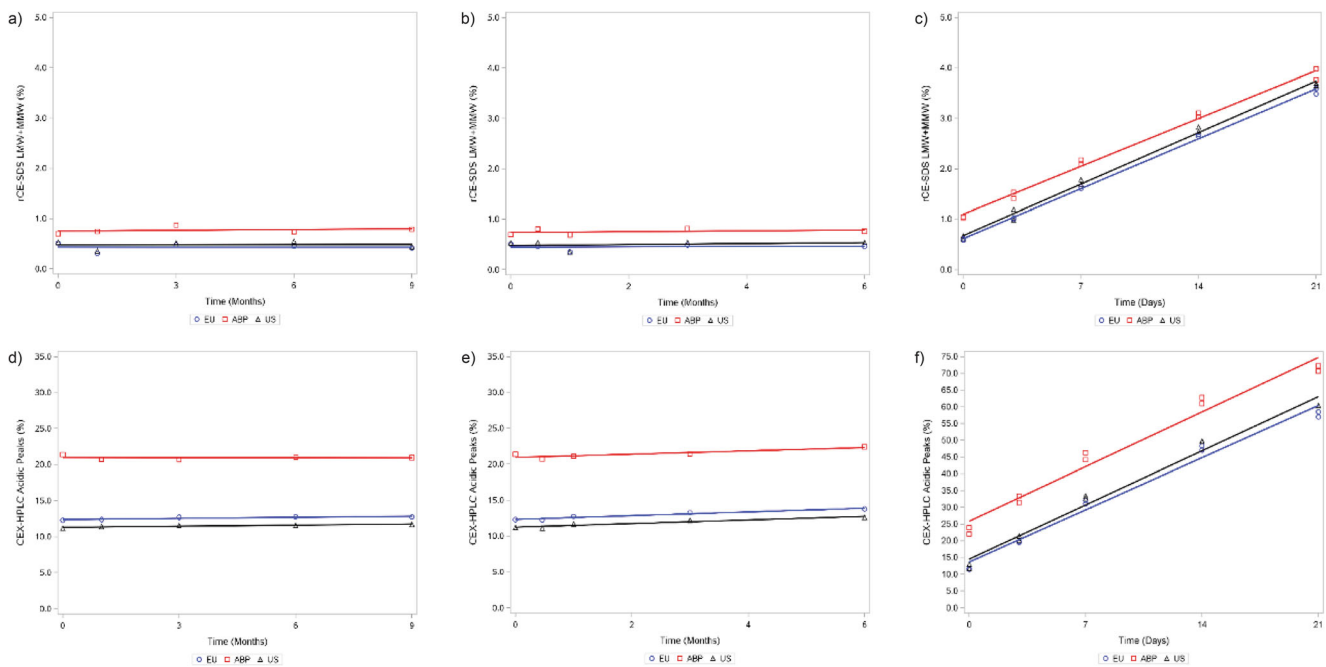 a)
5.0
4.0
3.0
2.0
1.0
0.0
rCE-SDS LMW+MMW (%)
0 3 6 9
Time (Months)
EU ABP US
b)
5.0
4.0
3.0
2.0
1.0
0.0
rCE-SDS LMW+MMW (%)
0 2 4 6
Time (Months)
EU ABP US
c)
5.0
4.0
3.0
2.0
1.0
0.0
rCE-SDS LMW+MMW (%)
0 7 14 21
Time (Days)
EU ABP US
d)
35.0
30.0
25.0
20.0
15.0
10.0
5.0
0.0
CEX-HPLC Acidic Peaks (%)
0 3 6 9
Time (Months)
EU ABP US
e)
35.0
30.0
25.0
20.0
15.0
10.0
5.0
0.0
CEX-HPLC Acidic Peaks (%)
0 2 4 6
Time (Months)
EU ABP US
f)
75.0
70.0
65.0
60.0
55.0
50.0
45.0
40.0
35.0
30.0
25.0
20.0
15.0
10.0
5.0
0.0
CEX-HPLC Acidic Peaks (%)
0 7 14 21
Time (Days)
EU ABP US